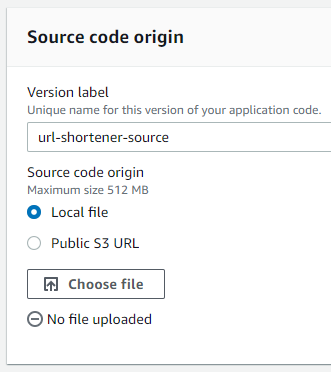 Source code origin
Version label
Unique name for this version of your application code.
url-shortener-source
Source code origin
Maximum size 512 MB
Local file
Public S3 URL
Choose file
No file uploaded